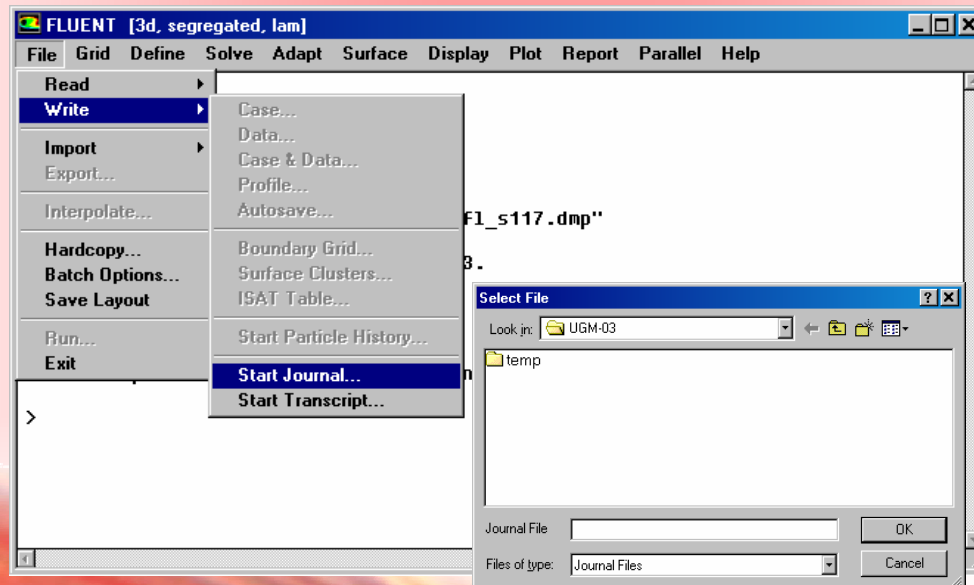 FLUENT [3d, segregated, lam]
File Grid Define Solve Adapt Surface Display Plot Report Parallel Help
Read
Write
Import
Export...
Interpolate...
Hardcopy...
Batch Options...
Save Layout
Run...
Exit
Case...
Data...
Case & Data...
Profile...
Autosave...
Boundary Grid...
Surface Clusters...
ISAT Table...
Start Particle History...
Start Journal...
Start Transcript...
fl_s117.dmp"
3.
>
Select File
Look in: UGM-03
temp
Journal File
OK
Files of type: Journal Files
Cancel